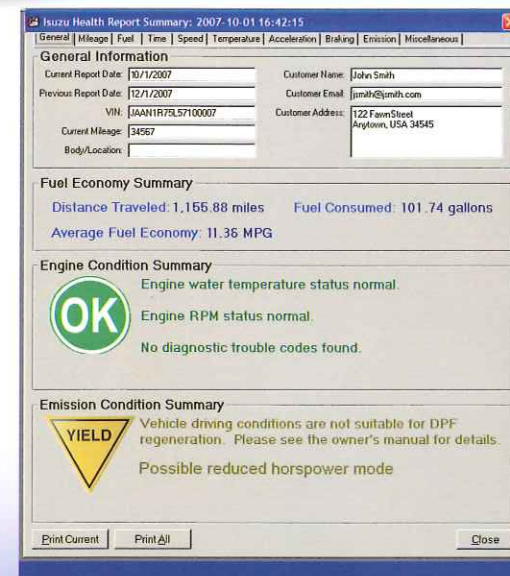 Isuzu Health Report Summary: 2007-10-01 16:42:15
General Mileage Fuel Time Speed Temperature Acceleration Braking Emission Miscellaneous
General Information
Current Report Date: 10/1/2007 Customer Name: John Smith
Previous Report Date: 12/1/2007 Customer Email: jsmith@jsmith.com
VIN: JAAN1R75L57100007 Customer Address: 122 Fawn Street
Anytown, USA 34545
Current Mileage: 34567
Body/Location:
Fuel Economy Summary
Distance Traveled: 1,155.88 miles Fuel Consumed: 101.74 gallons
Average Fuel Economy: 11.36 MPG
Engine Condition Summary
OK
Engine water temperature status normal.
Engine RPM status normal.
No diagnostic trouble codes found.
Emission Condition Summary
YIELD
Vehicle driving conditions are not suitable for DPF
regeneration. Please see the owner's manual for details.
Possible reduced horspower mode
Print Current Print All Close